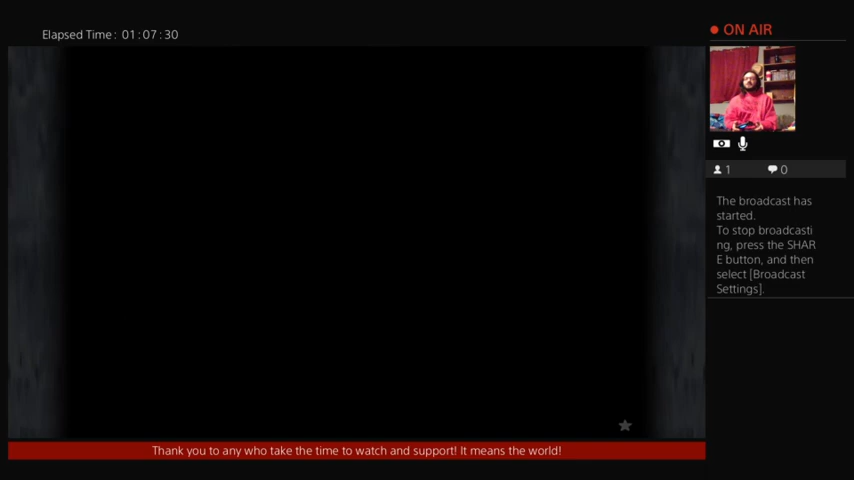 Elapsed Time: 01:07:30
ON AIR
1 0
The broadcast has
started.
To stop broadcasti
ng, press the SHAR
E button, and then
select [Broadcast
Settings].
Thank you to any who take the time to watch and support! It means the world!